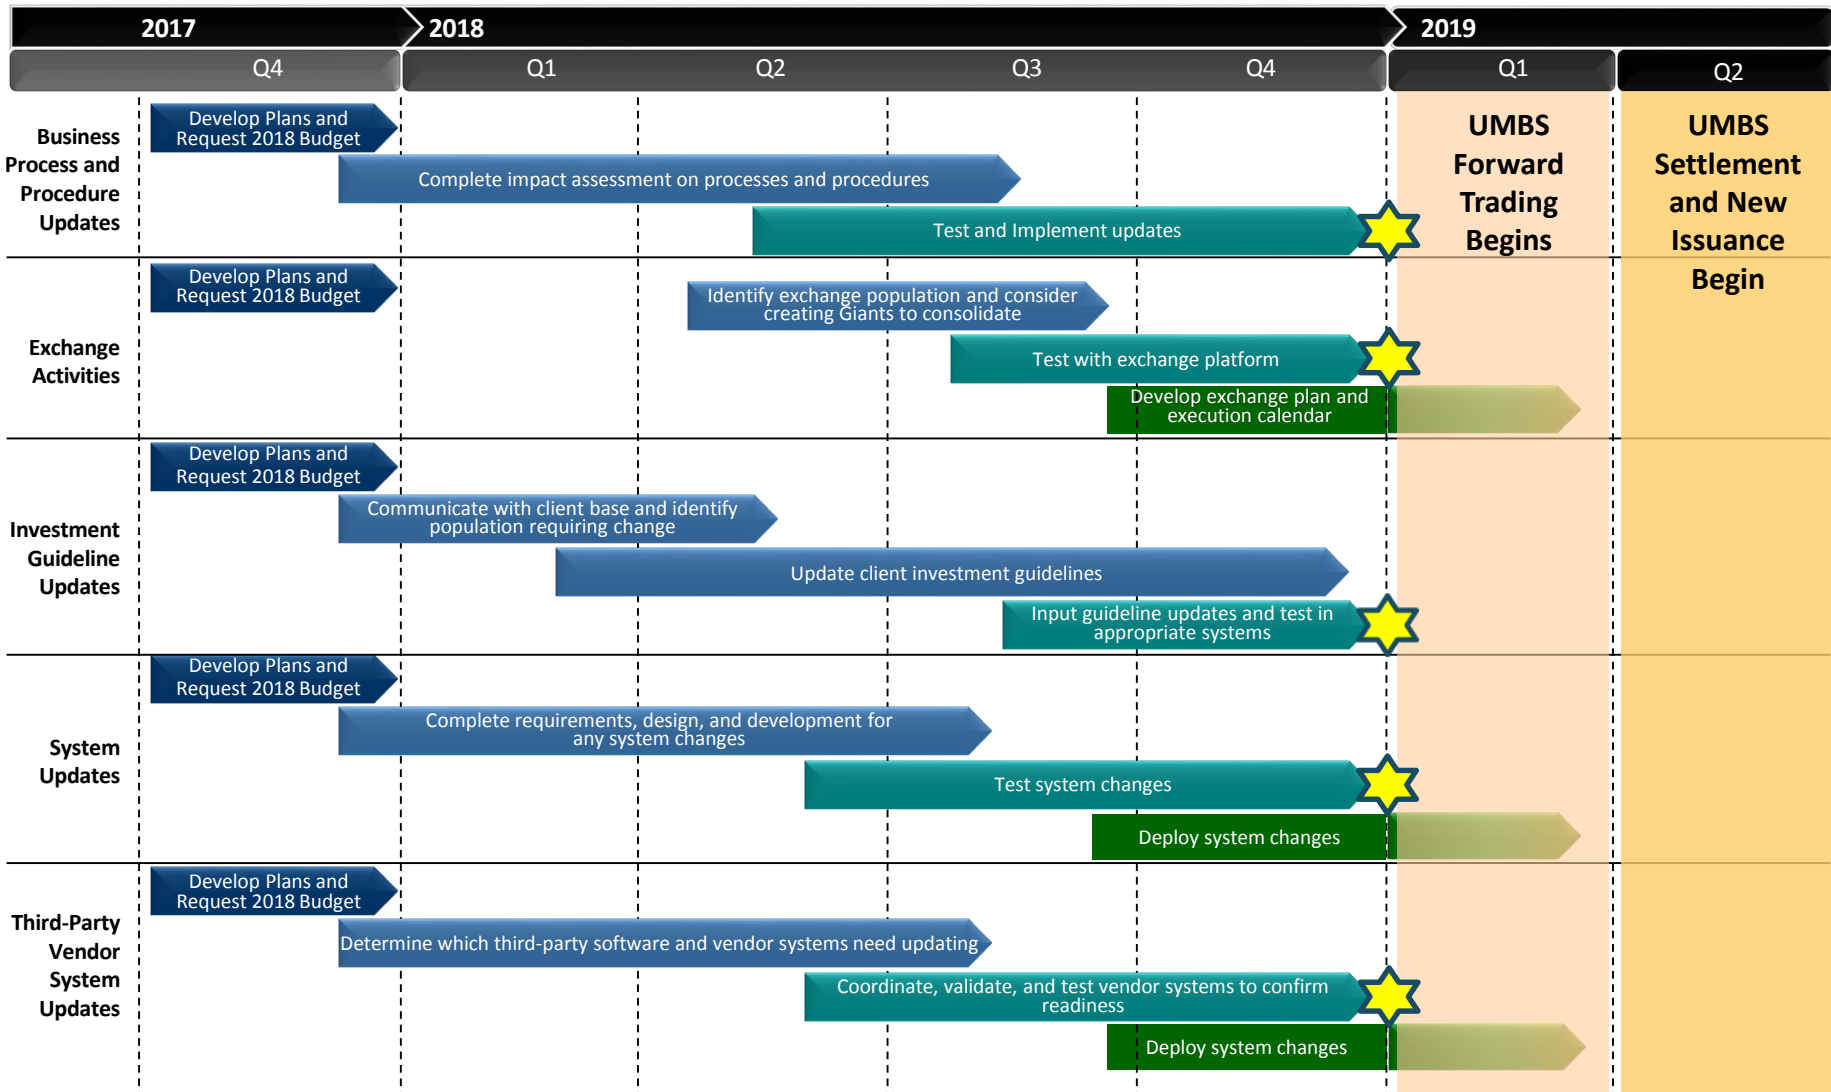 2017
2018
2019
Q4
Q1
Q2
Q3
Q4
Q1
Q2
UMBS
Forward
Trading
Begins
UMBS
Settlement
and New
Issuance
Begin
Business
Process and
Procedure
Updates
Develop Plans and
Request 2018 Budget
Complete impact assessment on processes and procedures
Test and Implement updates
Exchange
Activities
Develop Plans and
Request 2018 Budget
Identify exchange population and consider
creating Giants to consolidate
Test with exchange platform
Develop exchange plan and
execution calendar
Investment
Guideline
Updates
Develop Plans and
Request 2018 Budget
Communicate with client base and identify
population requiring change
Update client investment guidelines
Input guideline updates and test in
appropriate systems
System
Updates
Develop Plans and
Request 2018 Budget
Complete requirements, design, and development for
any system changes
Test system changes
Deploy system changes
Third-Party
Vendor
System
Updates
Develop Plans and
Request 2018 Budget
Determine which third-party software and vendor systems need updating
Coordinate, validate, and test vendor systems to confirm
readiness
Deploy system changes